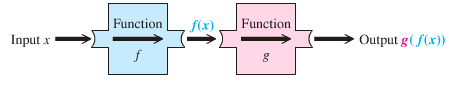 Input x
Function
f
f(x)
Function
g
Output g(f(x))